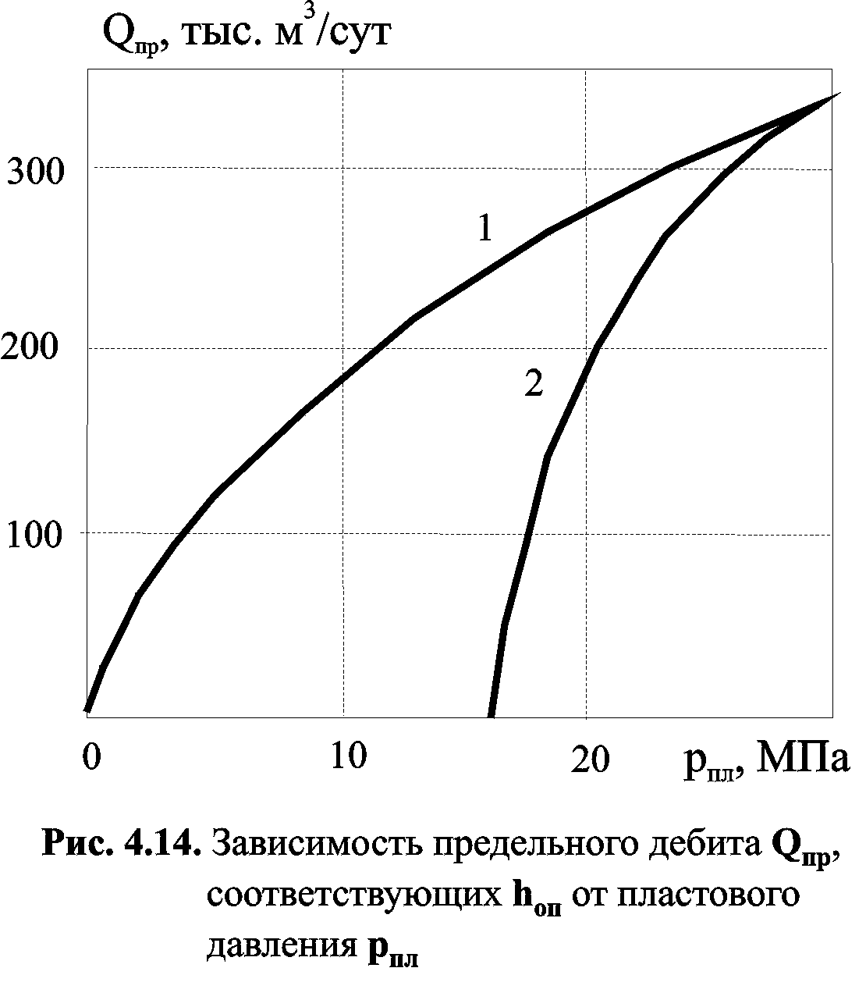 Qпр, тыс. м³/сут
300
1
200
2
100
0 10 20 pпл, МПа
Рис. 4.14. Зависимость предельного дебита Qпр,
соответствующих hоп от пластового
давления pпл